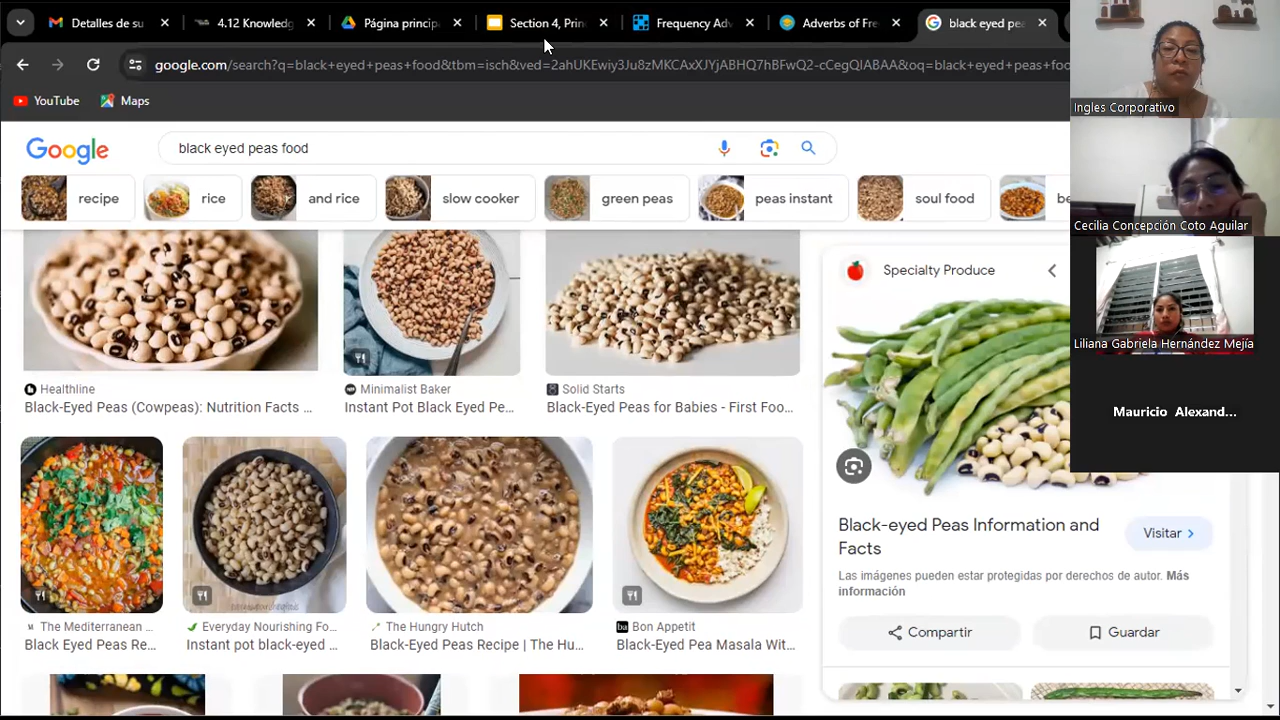 Detalles de su
4.12 Knowledg
Página princip
Section 4, Prin
Frequency Adv
Adverbs of Fre
black eyed pea
google.com/search?q=black+eyed+peas+food&tbm=isch&ved=2ahUKEwiy3Ju8zMKCAxXJYjABHQ7hBFwQ2-cCegQIABAA&oq=black+eyed+peas+foo
YouTube
Maps
Google
black eyed peas food
recipe
rice
and rice
slow cooker
green peas
peas instant
soul food
be
Healthline
Black-Eyed Peas (Cowpeas): Nutrition Facts ...
Minimalist Baker
Instant Pot Black Eyed Pe...
Solid Starts
Black-Eyed Peas for Babies - First Foo...
The Mediterranean ...
Black Eyed Peas Re...
Everyday Nourishing Fo...
Instant pot black-eyed ...
The Hungry Hutch
Black-Eyed Peas Recipe | The Hu...
ba
Bon Appetit
Black-Eyed Pea Masala Wit...
Specialty Produce
Black-eyed Peas Information and
Facts
Visitar
Las imágenes pueden estar protegidas por derechos de autor. Más
información
Compartir
Guardar
Ingles Corporativo
Cecilia Concepción Coto Aguilar
Liliana Gabriela Hernández Mejía
Mauricio Alexand...